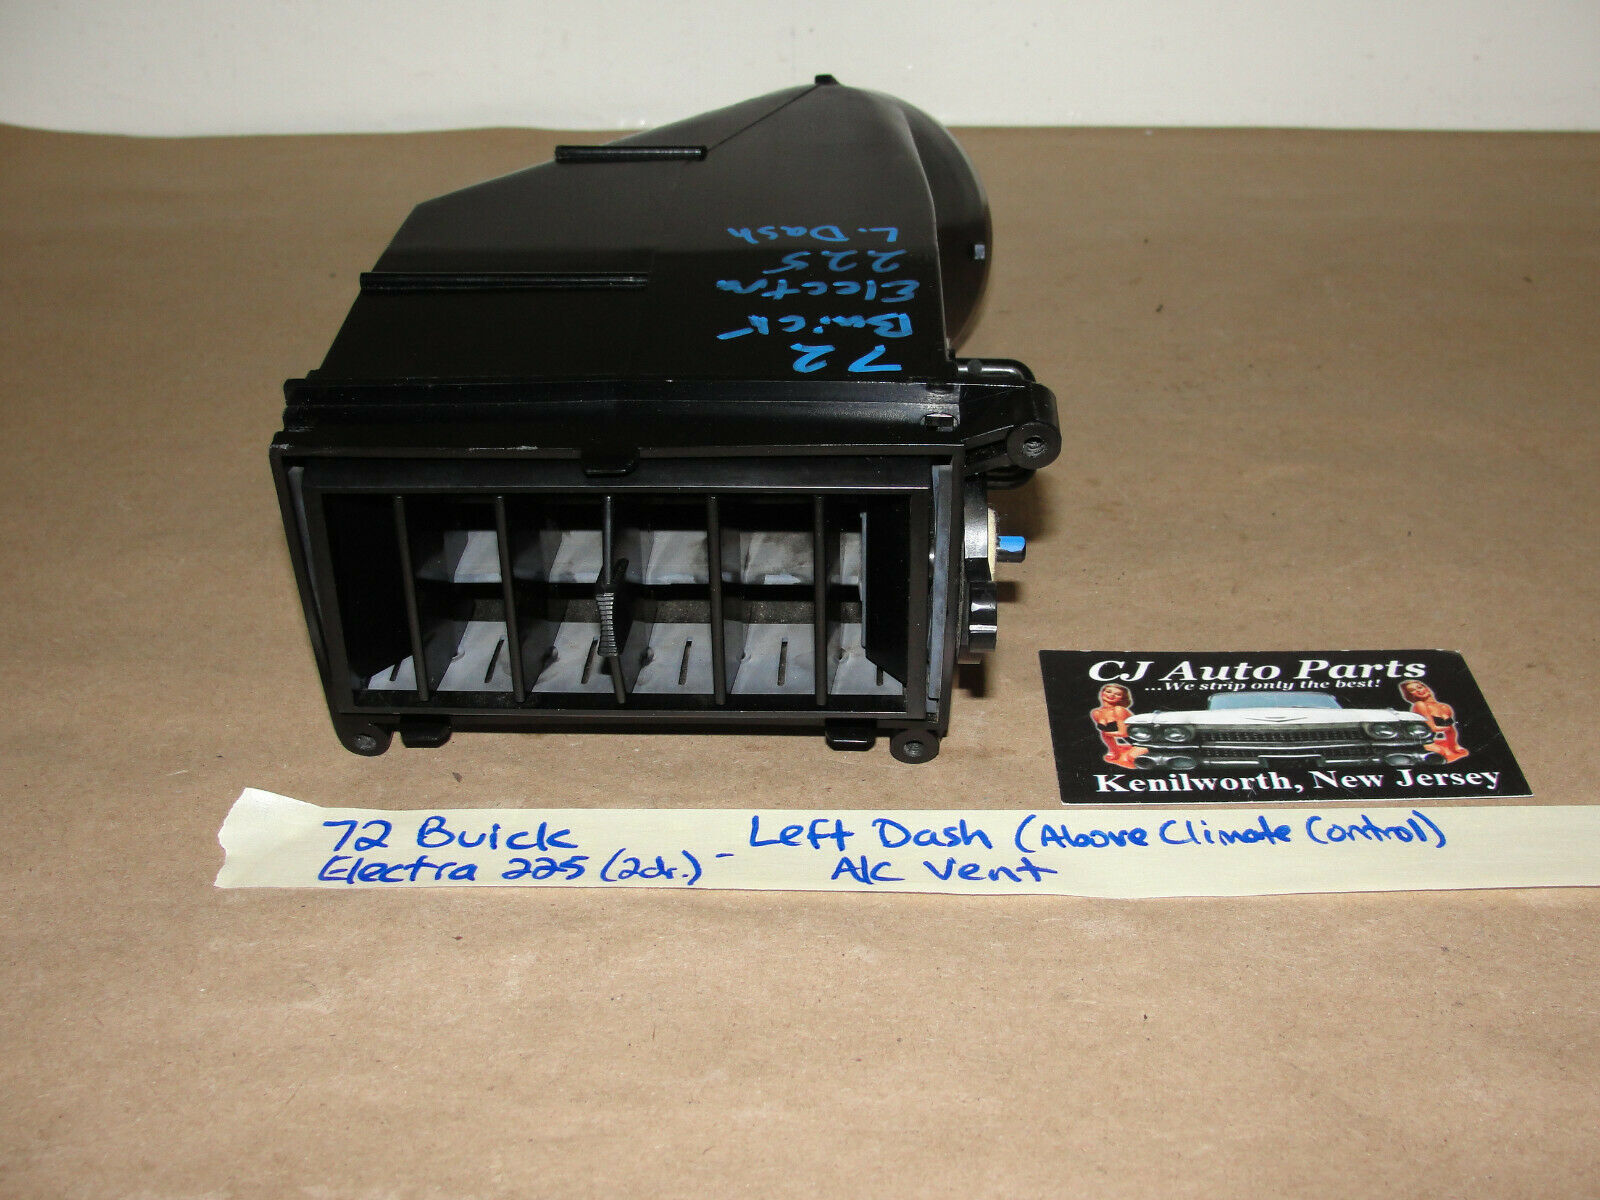 72
Buick
Electra
225
L. Dash
CJ Auto Parts
...We strip only the best!
Kenilworth, New Jersey
72 Buick - Left Dash (Above Climate Control)
Electra 225 (2dr.) A/C Vent